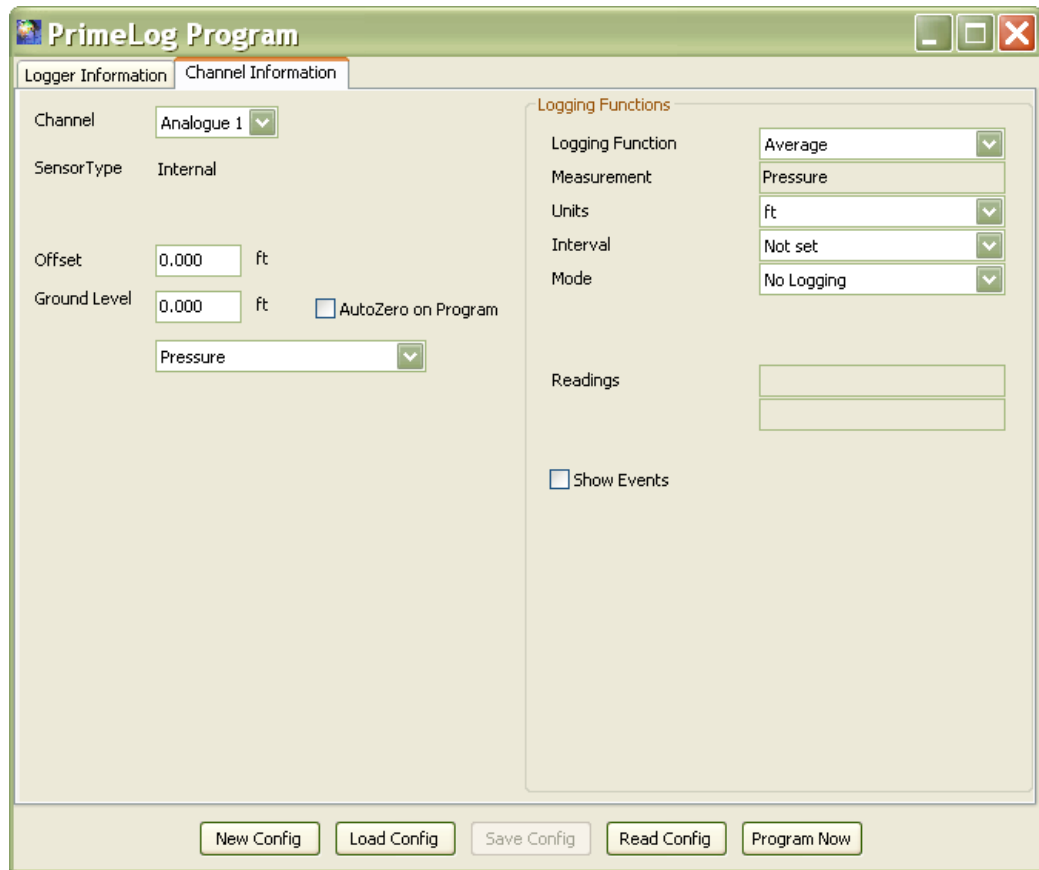 PrimeLog Program
Logger Information
Channel Information
Channel
Analogue 1
SensorType
Internal
Offset
0.000
ft
Ground Level
0.000
ft
AutoZero on Program
Pressure
Logging Functions
Logging Function
Average
Measurement
Pressure
Units
ft
Interval
Not set
Mode
No Logging
Readings
Show Events
New Config
Load Config
Save Config
Read Config
Program Now